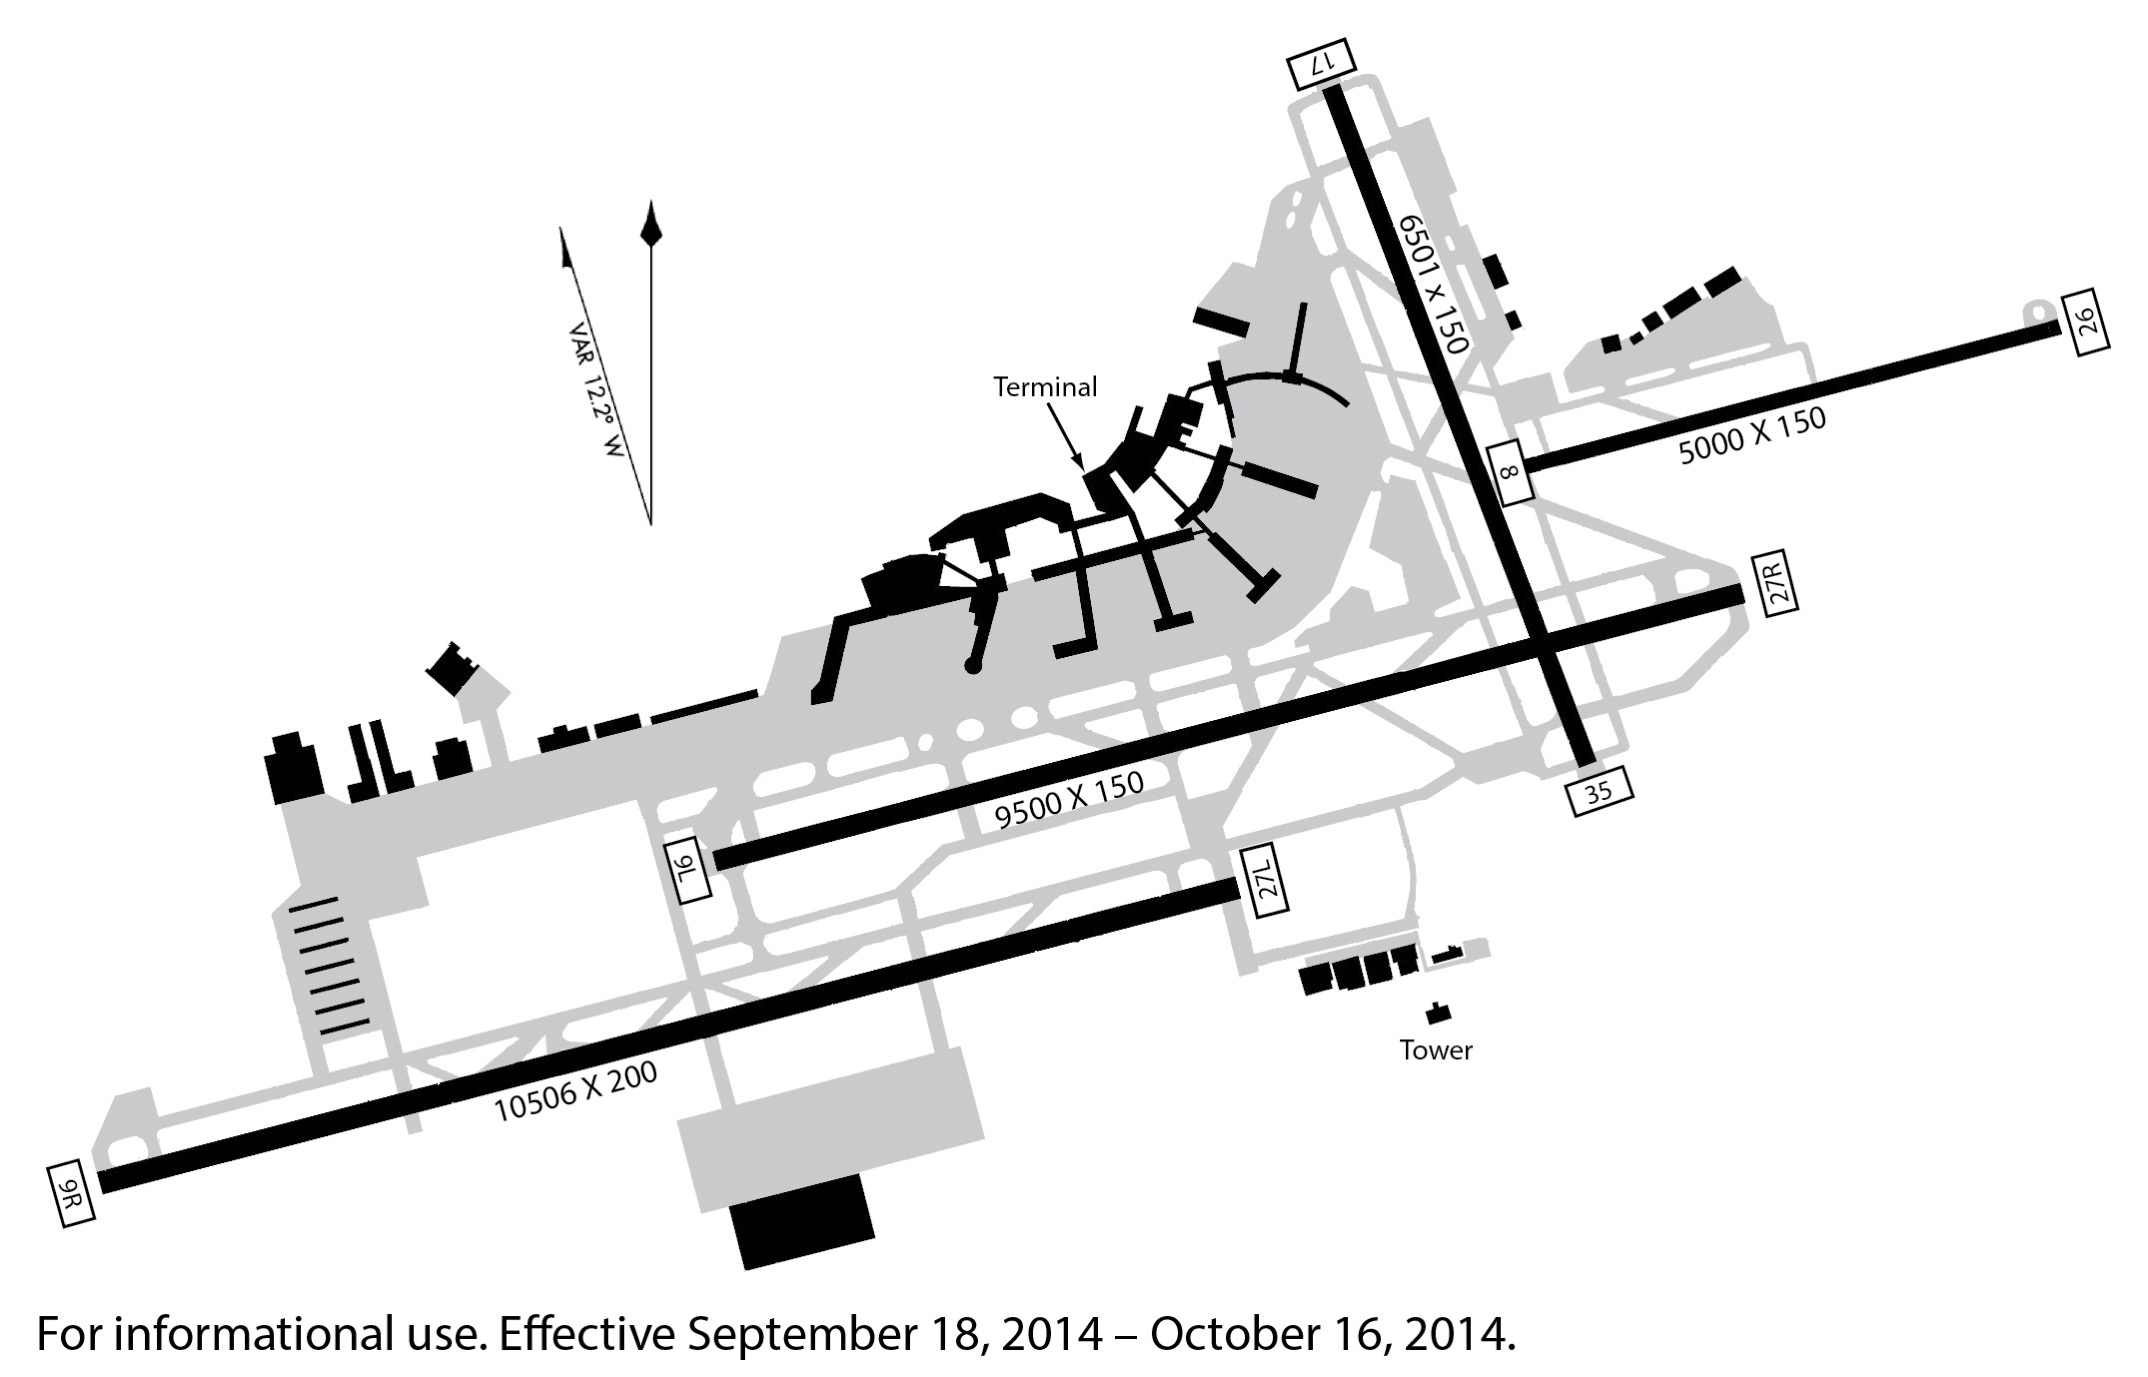 17
6501 x 150
26
VAR 12.2° W
Terminal
5000 X 150
8
27R
35
9500 X 150
9L
27L
Tower
10506 X 200
9R
For informational use. Effective September 18, 2014 – October 16, 2014.